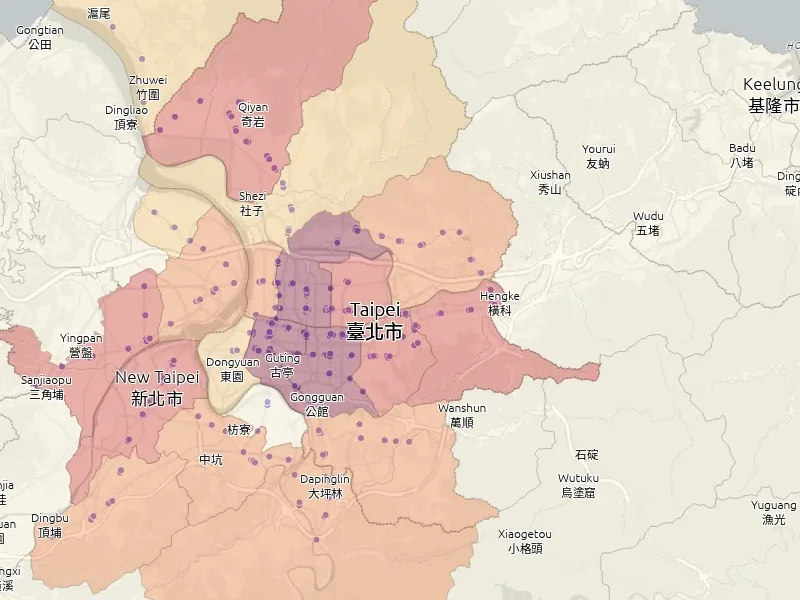 滬尾
Gongtian
公田
Zhuwei
竹圍
Keelung
基隆市
Dingliao
頂寮
Qiyan
奇岩
Badu
八堵
Yourui
友蚋
Xiushan
秀山
Shezi
社子
Wudu
五堵
Hengke
橫科
Taipei
臺北市
Yingpan
營盤
Guting
古亭
Dongyuan
東園
New Taipei
新北市
Sanjiaopu
三角埔
Gongguan
公館
Wanshun
萬順
枋寮
中坑
石碇
Dapinglin
大坪林
Wutuku
烏塗窟
Yuguang
漁光
Dingbu
頂埔
Xiaogetou
小格頭